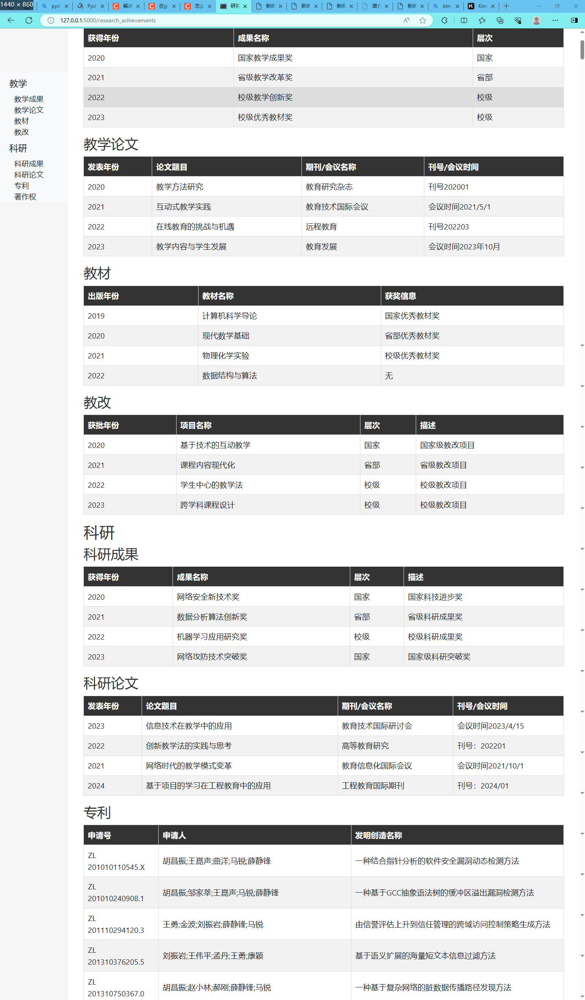 1440 × 860
pych
Pych
解决
在gi
怎么
研究
新闻
新闻
新闻
简介
新闻
kimi
Kimi
127.0.0.1:5000/research_achievements
教学
教学成果
教学论文
教材
教改
科研
科研成果
科研论文
专利
著作权
获得年份 成果名称 层次
2020 国家教学成果奖 国家
2021 省级教学改革奖 省部
2022 校级教学创新奖 校级
2023 校级优秀教材奖 校级
教学论文
发表年份 论文题目 期刊/会议名称 刊号/会议时间
2020 教学方法研究 教育研究杂志 刊号202001
2021 互动式教学实践 教育技术国际会议 会议时间2021/5/1
2022 在线教育的挑战与机遇 远程教育 刊号202203
2023 教学内容与学生发展 教育发展 会议时间2023年10月
教材
出版年份 教材名称 获奖信息
2019 计算机科学导论 国家优秀教材奖
2020 现代数学基础 省部优秀教材奖
2021 物理化学实验 校级优秀教材奖
2022 数据结构与算法 无
教改
获批年份 项目名称 层次 描述
2020 基于技术的互动教学 国家 国家级教改项目
2021 课程内容现代化 省部 省级教改项目
2022 学生中心的教学法 校级 校级教改项目
2023 跨学科课程设计 校级 校级教改项目
科研
科研成果
获得年份 成果名称 层次 描述
2020 网络安全新技术奖 国家 国家科技进步奖
2021 数据分析算法创新奖 省部 省级科研成果奖
2022 机器学习应用研究奖 校级 校级科研成果奖
2023 网络攻防技术突破奖 国家 国家级科研突破奖
科研论文
发表年份 论文题目 期刊/会议名称 刊号/会议时间
2023 信息技术在教学中的应用 教育技术国际研讨会 会议时间2023/4/15
2022 创新教学法的实践与思考 高等教育研究 刊号：202201
2021 网络时代的教学模式变革 教育信息化国际会议 会议时间2021/10/1
2024 基于项目的学习在工程教育中的应用 工程教育国际期刊 刊号：2024/01
专利
申请号 申请人 发明创造名称
ZL
201010110545.X 胡昌振;王崑声;曲洋;马锐;薛静锋 一种结合指针分析的软件安全漏洞动态检测方法
ZL
201010240908.1 胡昌振;邹家莘;王崑声;马锐;薛静锋 一种基于GCC抽象语法树的缓冲区溢出漏洞检测方法
ZL
201110294120.3 王勇;金波;刘振岩;薛静锋;马锐 由信誉评估上升到信任管理的跨域访问控制策略生成方法
ZL
201310376205.5 刘振岩;王伟平;孟丹;王勇;康颖 基于语义扩展的海量短文本信息过滤方法
ZL
201310750367.0 胡昌振;赵小林;郝刚;薛静锋;马锐 一种基于复杂网络的脏数据传播路径发现方法